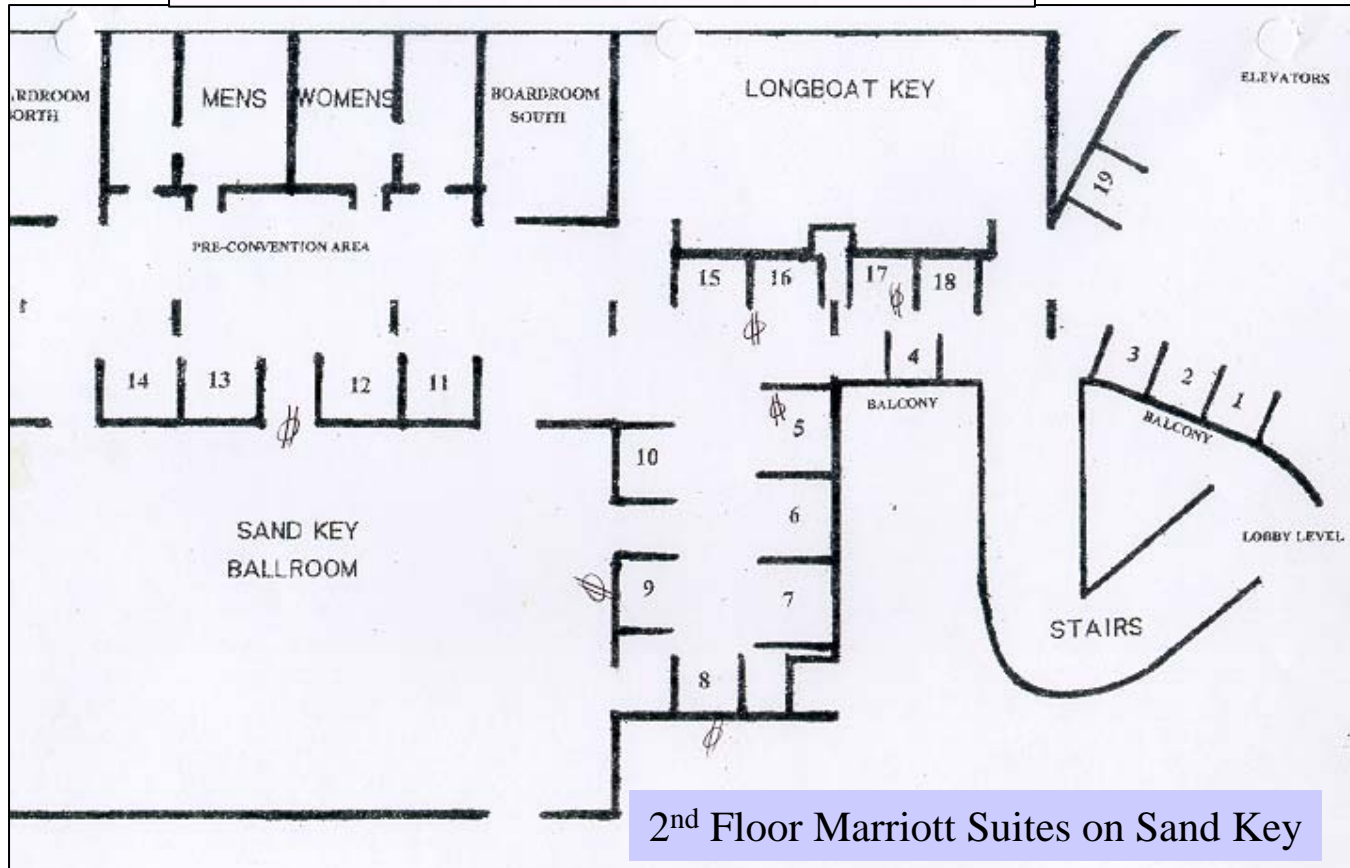 MENS
WOMENS
BOARDROOM
SOUTH
LONGBOAT KEY
ELEVATORS
19
PRE-CONVENTION AREA
15
16
17
18
4
BALCONY
3
2
1
BALCONY
14
13
12
11
5
10
6
SAND KEY
BALLROOM
LOBBY LEVEL
9
7
STAIRS
8
2nd Floor Marriott Suites on Sand Key